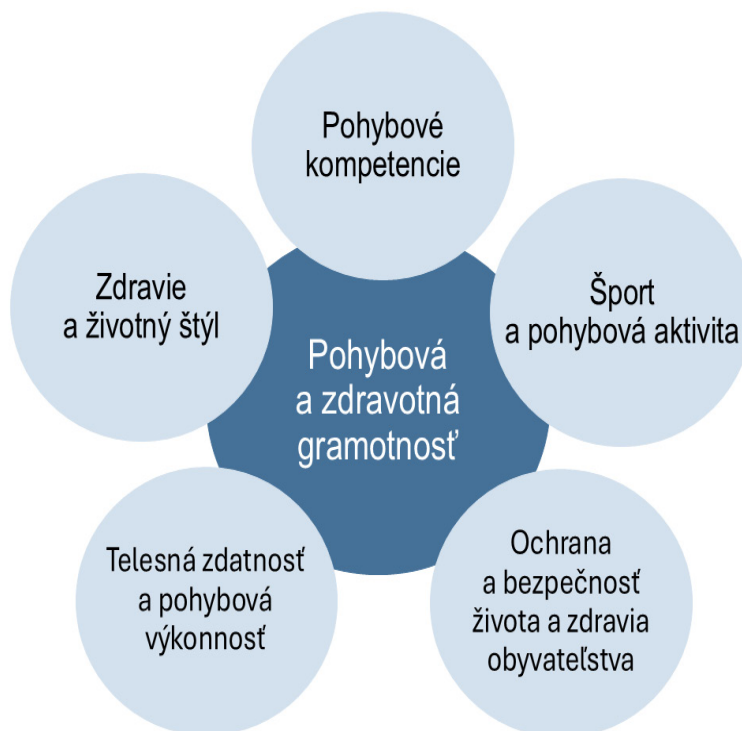 Pohybové
kompetencie
Zdravie
a životný štýl
Šport
a pohybová aktivita
Pohybová
a zdravotná
gramotnosť
Telesná zdatnosť
a pohybová
výkonnosť
Ochrana
a bezpečnosť
života a zdravia
obyvateľstva